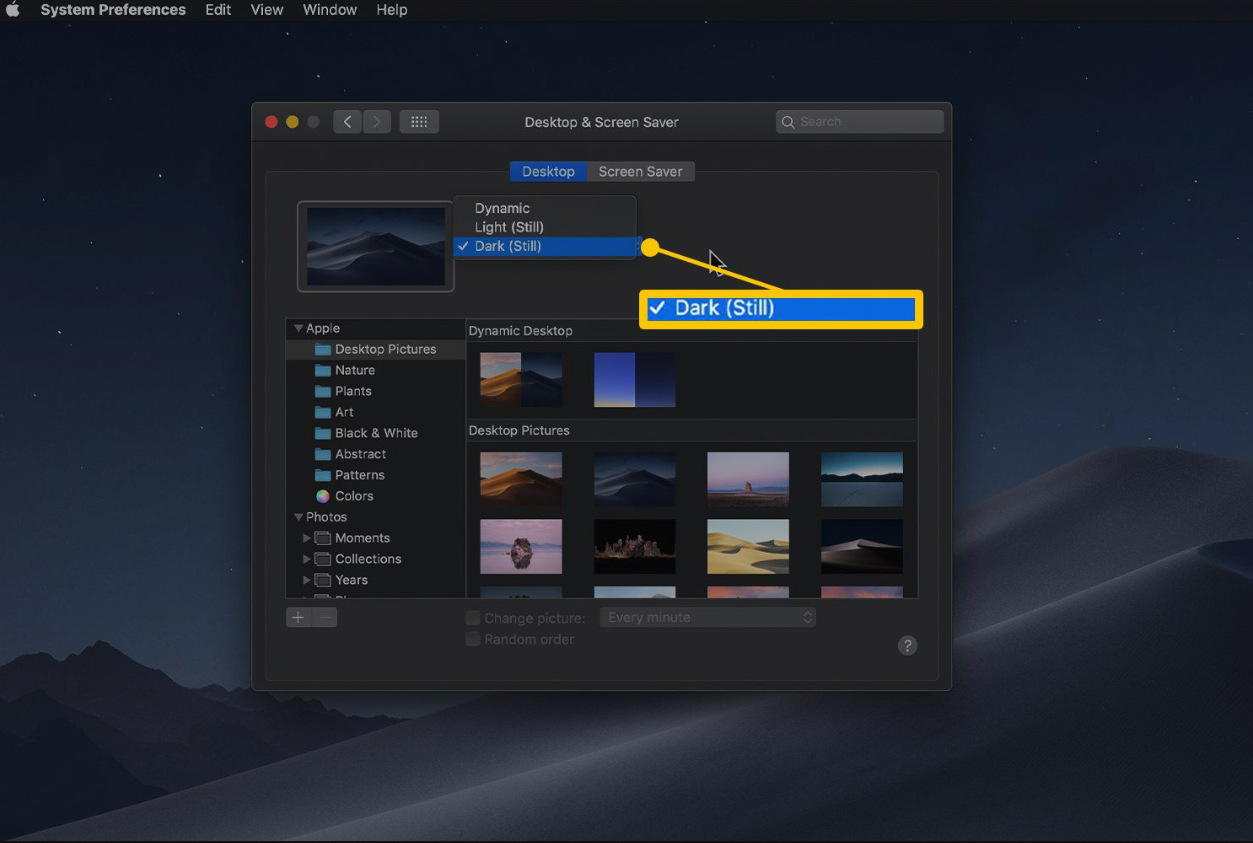 System Preferences Edit View Window Help
Desktop & Screen Saver
Search
Desktop Screen Saver
Dynamic
Light (Still)
✓ Dark (Still)
✓ Dark (Still)
Apple
Desktop Pictures
Nature
Plants
Art
Black & White
Abstract
Patterns
Colors
Photos
Moments
Collections
Years
Dynamic Desktop
Desktop Pictures
+ −
Change picture: Every minute
Random order
?